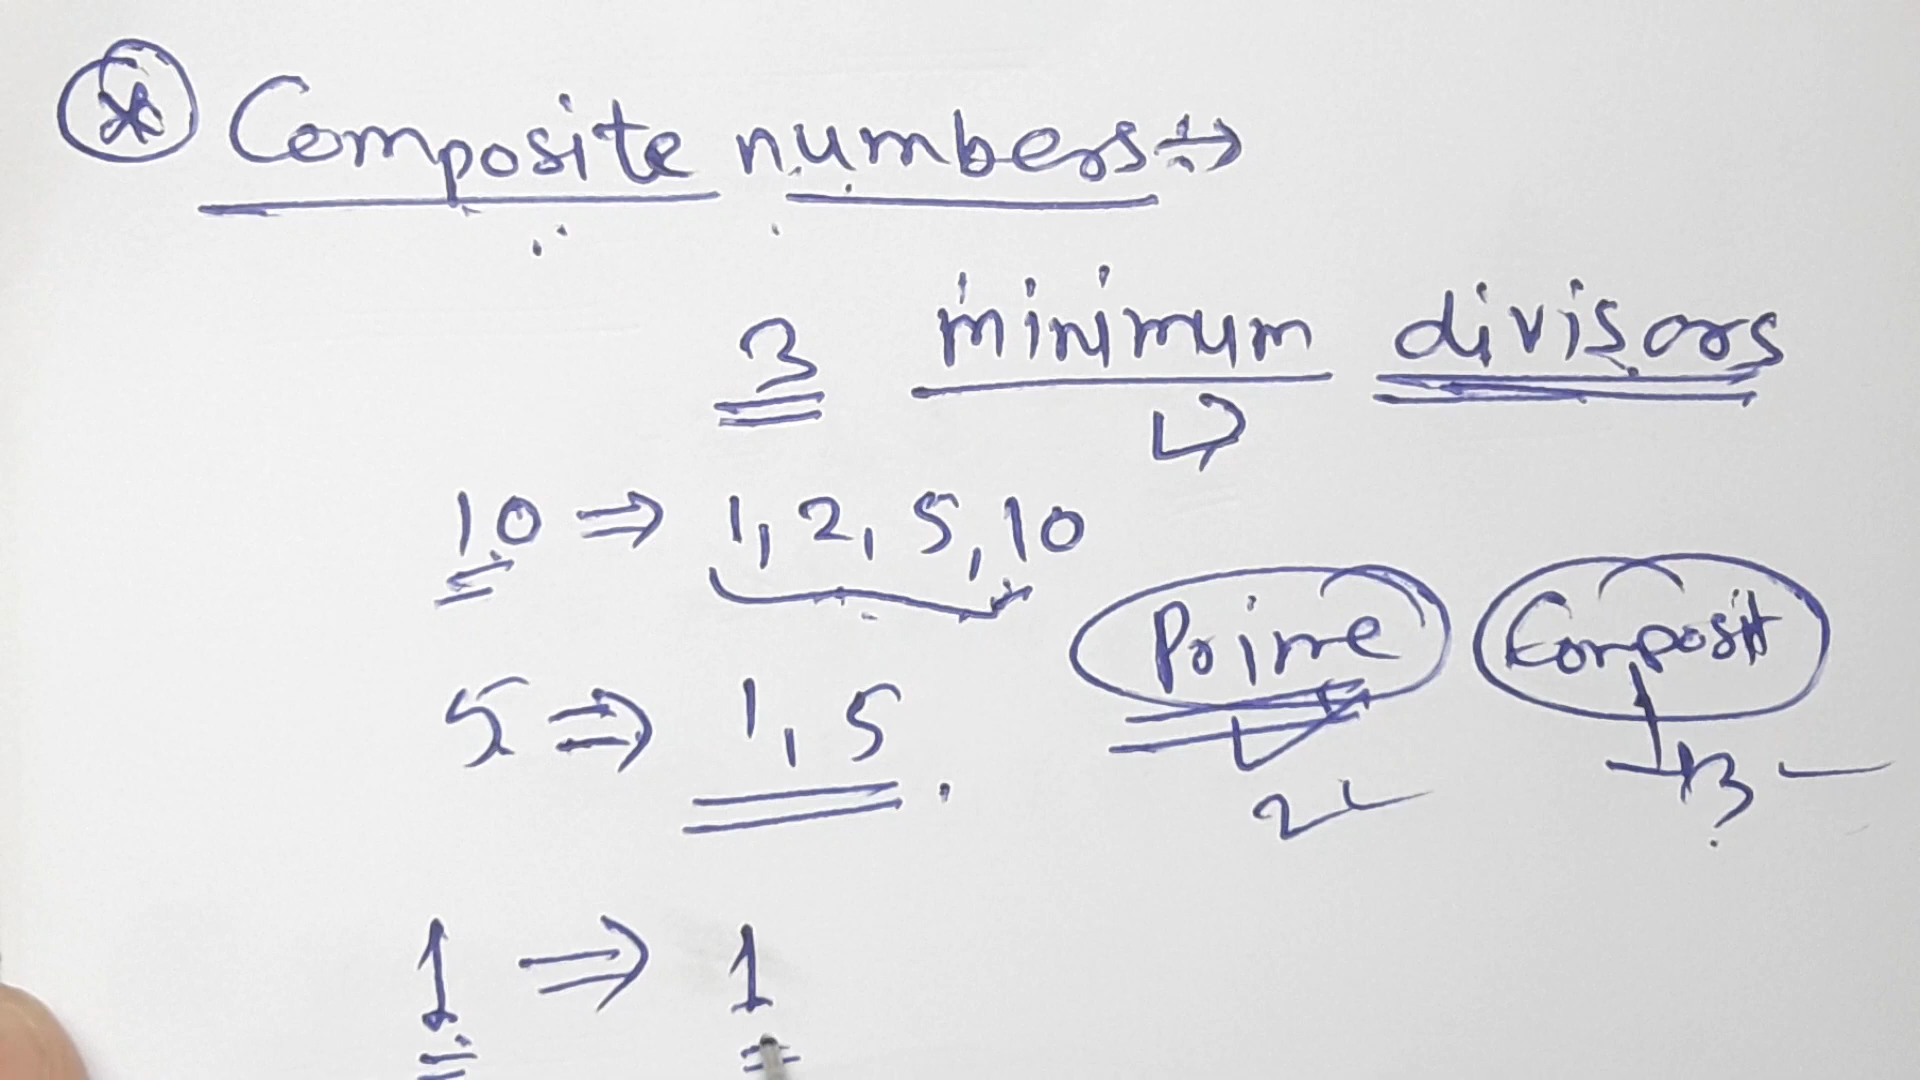 * Composite numbers :→
3 minimum divisors
10 ⇒ 1, 2, 5, 10
Prime Composit
5 ⇒ 1, 5
2 3
1 ⇒ 1